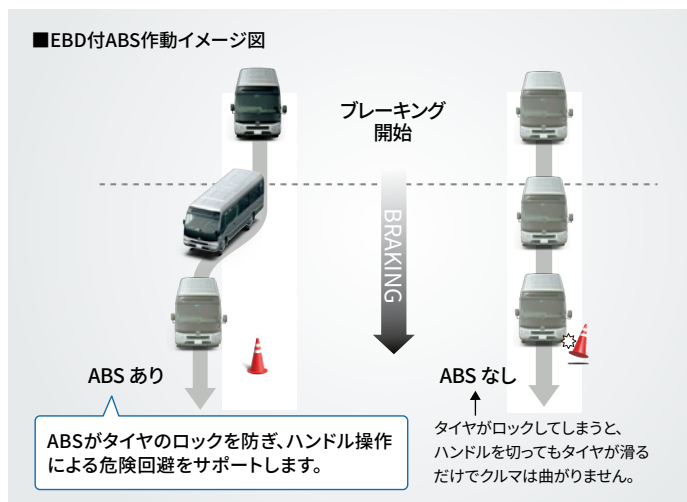 ■EBD付ABS作動イメージ図
ブレーキング
開始
BRAKING
ABS あり
ABSがタイヤのロックを防ぎ、ハンドル操作
による危険回避をサポートします。
ABS なし
タイヤがロックしてしまうと、
ハンドルを切ってもタイヤが滑る
だけでクルマは曲がりません。